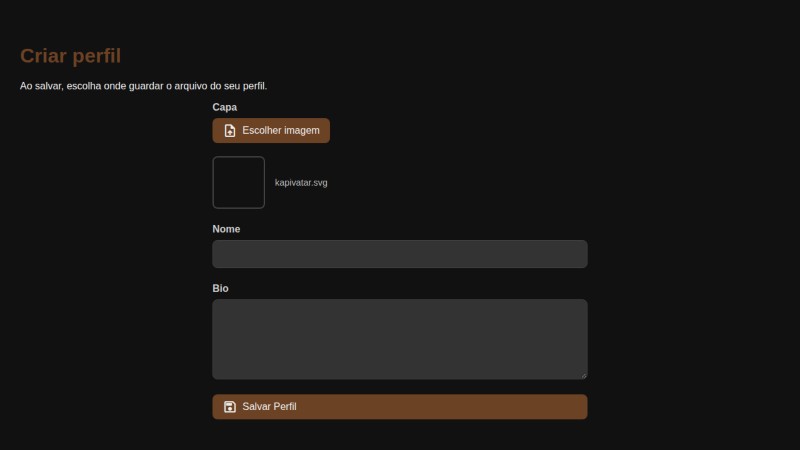 Criar perfil
Ao salvar, escolha onde guardar o arquivo do seu perfil.
Capa
Escolher imagem
kapivatar.svg
Nome
Bio
Salvar Perfil